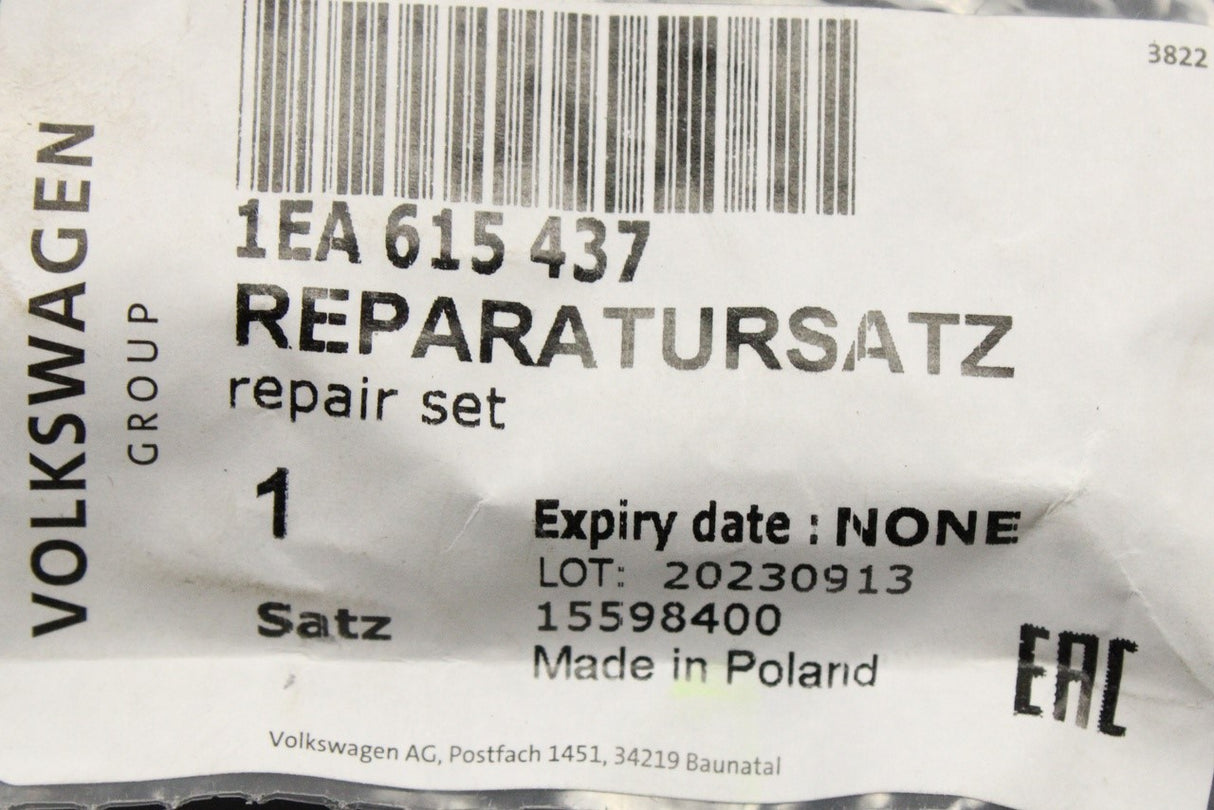 3822
VOLKSWAGEN
GROUP
1EA 615 437
REPARATURSATZ
repair set
1
Satz
Expiry date : NONE
LOT: 20230913
15598400
Made in Poland
EAC
Volkswagen AG, Postfach 1451, 34219 Baunatal